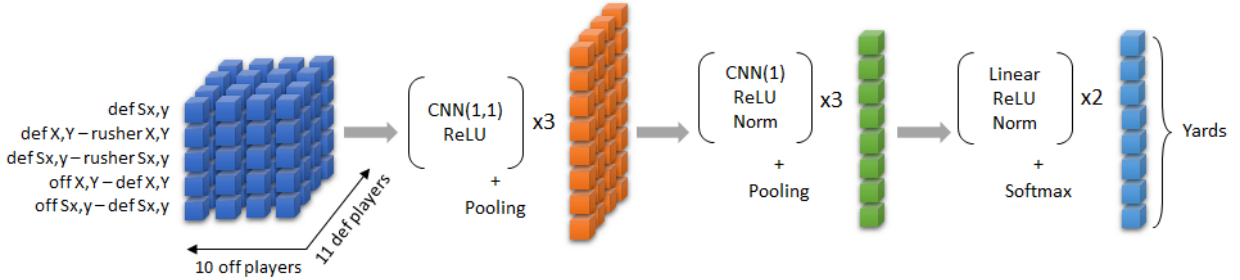 def Sx,y
def X,Y – rusher X,Y
def Sx,y – rusher Sx,y
off X,Y – def X,Y
off Sx,y – def Sx,y
10 off players
11 def players
CNN(1,1)
ReLU
x3
+
Pooling
CNN(1)
ReLU
Norm
x3
+
Pooling
Linear
ReLU
Norm
x2
+
Softmax
Yards